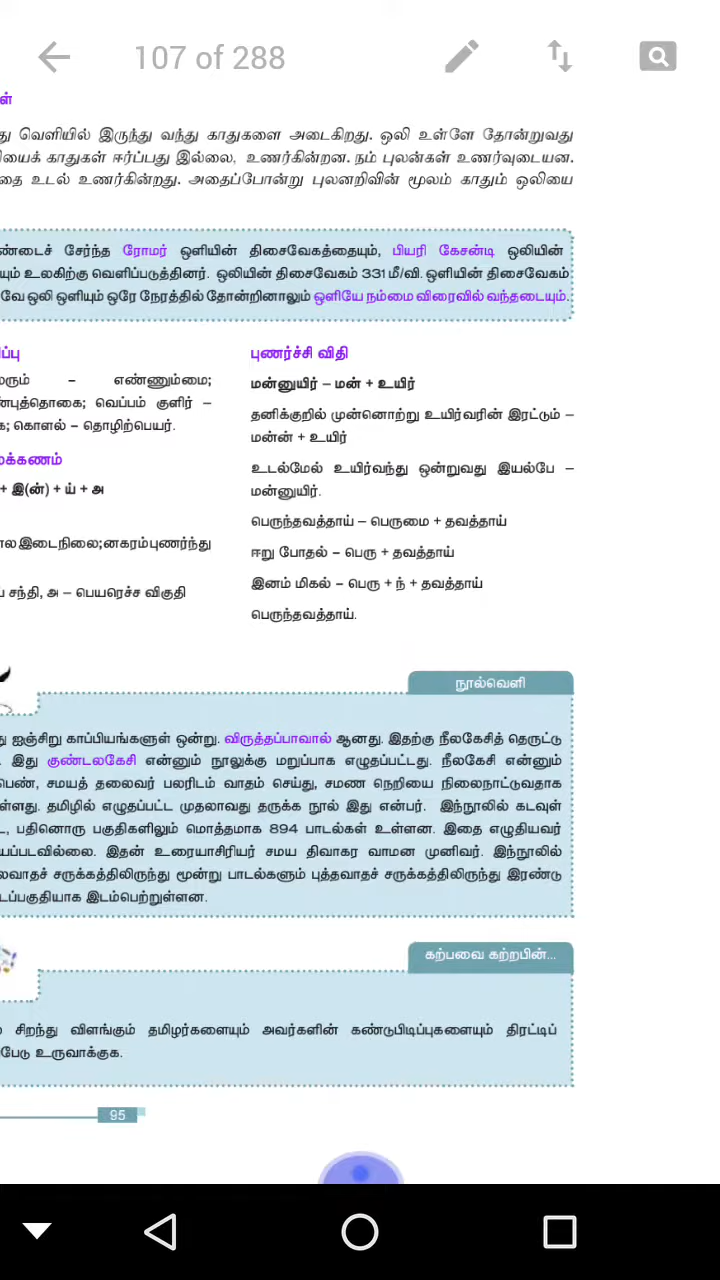 107 of 288
ள்
து வெளியில் இருந்து வந்து காதுகளை அடைகிறது. ஒலி உள்ளே தோன்றுவது
யைக் காதுகள் ஈர்ப்பது இல்லை, உணர்கின்றன. நம் புலன்கள் உணர்வுடையன.
தை உடல் உணர்கின்றது. அதைப்போன்று புலனறிவின் மூலம் காதும் ஒலியை
ண்டைச் சேர்ந்த ரோமர் ஒளியின் திசைவேகத்தையும், பியரி கேசன்டி ஒலியின்
யும் உலகிற்கு வெளிப்படுத்தினர். ஒலியின் திசைவேகம் 331 மீ/வி. ஒளியின் திசைவேகம்
வே ஒலி ஒளியும் ஒரே நேரத்தில் தோன்றினாலும் ஒளியே நம்மை விரைவில் வந்தடையும்.
ப்பு
ரும் – எண்ணும்மை;
ண்புத்தொகை; வெப்பம் குளிர் –
க; கொளல் – தொழிற்பெயர்.
லக்கணம்
+ இ(ன்) + ய் + அ
ல இடைநிலை; னகரம் புணர்ந்து
சந்தி, அ – பெயரெச்ச விகுதி
புணர்ச்சி விதி
மன்னுயிர் – மன் + உயிர்
தனிக்குறில் முன்னொற்று உயிர்வரின் இரட்டும் –
மன்ன் + உயிர்
உடல்மேல் உயிர்வந்து ஒன்றுவது இயல்பே –
மன்னுயிர்.
பெருந்தவத்தாய் – பெருமை + தவத்தாய்
ஈறு போதல் – பெரு + தவத்தாய்
இனம் மிகல் – பெரு + ந் + தவத்தாய்
பெருந்தவத்தாய்.
நூல்வெளி
து ஐஞ்சிறு காப்பியங்களுள் ஒன்று. விருத்தப்பாவால் ஆனது. இதற்கு நீலகேசித் தெருட்டு
. இது குண்டலகேசி என்னும் நூலுக்கு மறுப்பாக எழுதப்பட்டது. நீலகேசி என்னும்
பெண், சமயத் தலைவர் பலரிடம் வாதம் செய்து, சமண நெறியை நிலைநாட்டுவதாக
ள்ளது. தமிழில் எழுதப்பட்ட முதலாவது தருக்க நூல் இது என்பர். இந்நூலில் கடவுள்
ட, பதினொரு பகுதிகளிலும் மொத்தமாக 894 பாடல்கள் உள்ளன. இதை எழுதியவர்
யப்படவில்லை. இதன் உரையாசிரியர் சமய திவாகர வாமன முனிவர். இந்நூலில்
லவாதச் சருக்கத்திலிருந்து மூன்று பாடல்களும் புத்தவாதச் சருக்கத்திலிருந்து இரண்டு
டப்பகுதியாக இடம்பெற்றுள்ளன.
கற்பவை கற்றபின்...
சிறந்து விளங்கும் தமிழர்களையும் அவர்களின் கண்டுபிடிப்புகளையும் திரட்டிப்
பேடு உருவாக்குக.
95